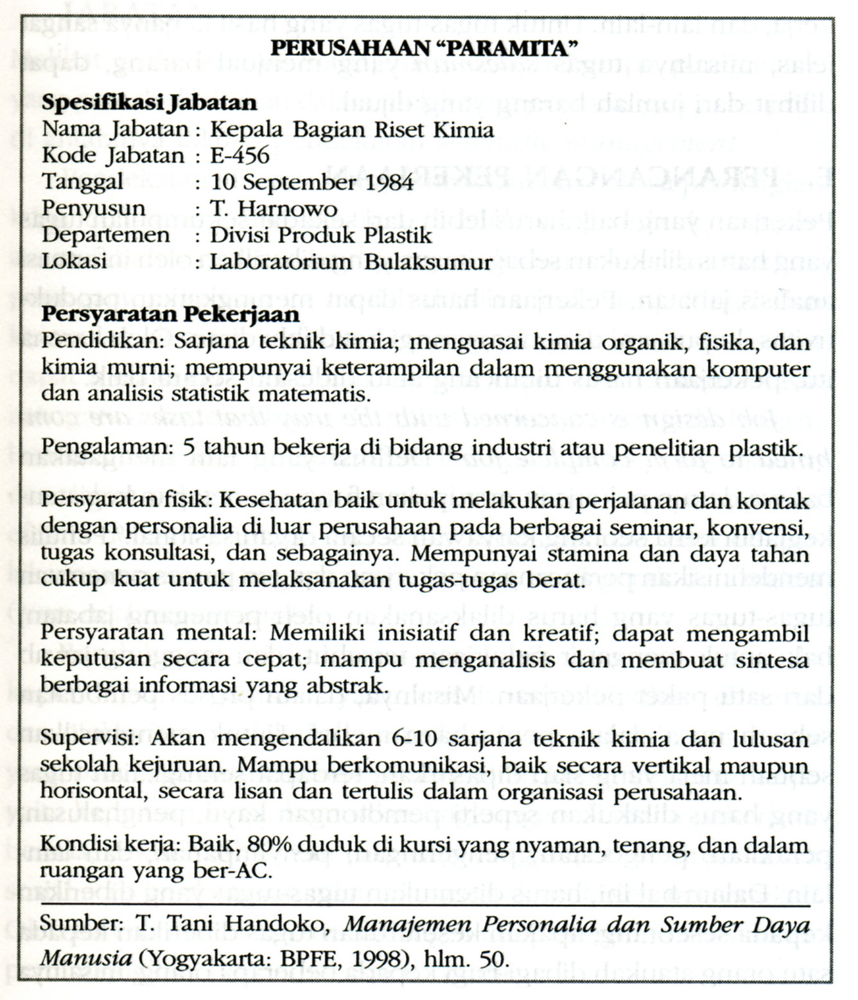 PERUSAHAAN “PARAMITA”
Spesifikasi Jabatan
Nama Jabatan : Kepala Bagian Riset Kimia
Kode Jabatan : E-456
Tanggal : 10 September 1984
Penyusun : T. Harnowo
Departemen : Divisi Produk Plastik
Lokasi : Laboratorium Bulaksumur
Persyaratan Pekerjaan
Pendidikan: Sarjana teknik kimia; menguasai kimia organik, fisika, dan
kimia murni; mempunyai keterampilan dalam menggunakan komputer
dan analisis statistik matematis.
Pengalaman: 5 tahun bekerja di bidang industri atau penelitian plastik.
Persyaratan fisik: Kesehatan baik untuk melakukan perjalanan dan kontak
dengan personalia di luar perusahaan pada berbagai seminar, konvensi,
tugas konsultasi, dan sebagainya. Mempunyai stamina dan daya tahan
cukup kuat untuk melaksanakan tugas-tugas berat.
Persyaratan mental: Memiliki inisiatif dan kreatif; dapat mengambil
keputusan secara cepat; mampu menganalisis dan membuat sintesa
berbagai informasi yang abstrak.
Supervisi: Akan mengendalikan 6-10 sarjana teknik kimia dan lulusan
sekolah kejuruan. Mampu berkomunikasi, baik secara vertikal maupun
horisontal, secara lisan dan tertulis dalam organisasi perusahaan.
Kondisi kerja: Baik, 80% duduk di kursi yang nyaman, tenang, dan dalam
ruangan yang ber-AC.
Sumber: T. Tani Handoko, Manajemen Personalia dan Sumber Daya
Manusia (Yogyakarta: BPFE, 1998), hlm. 50.